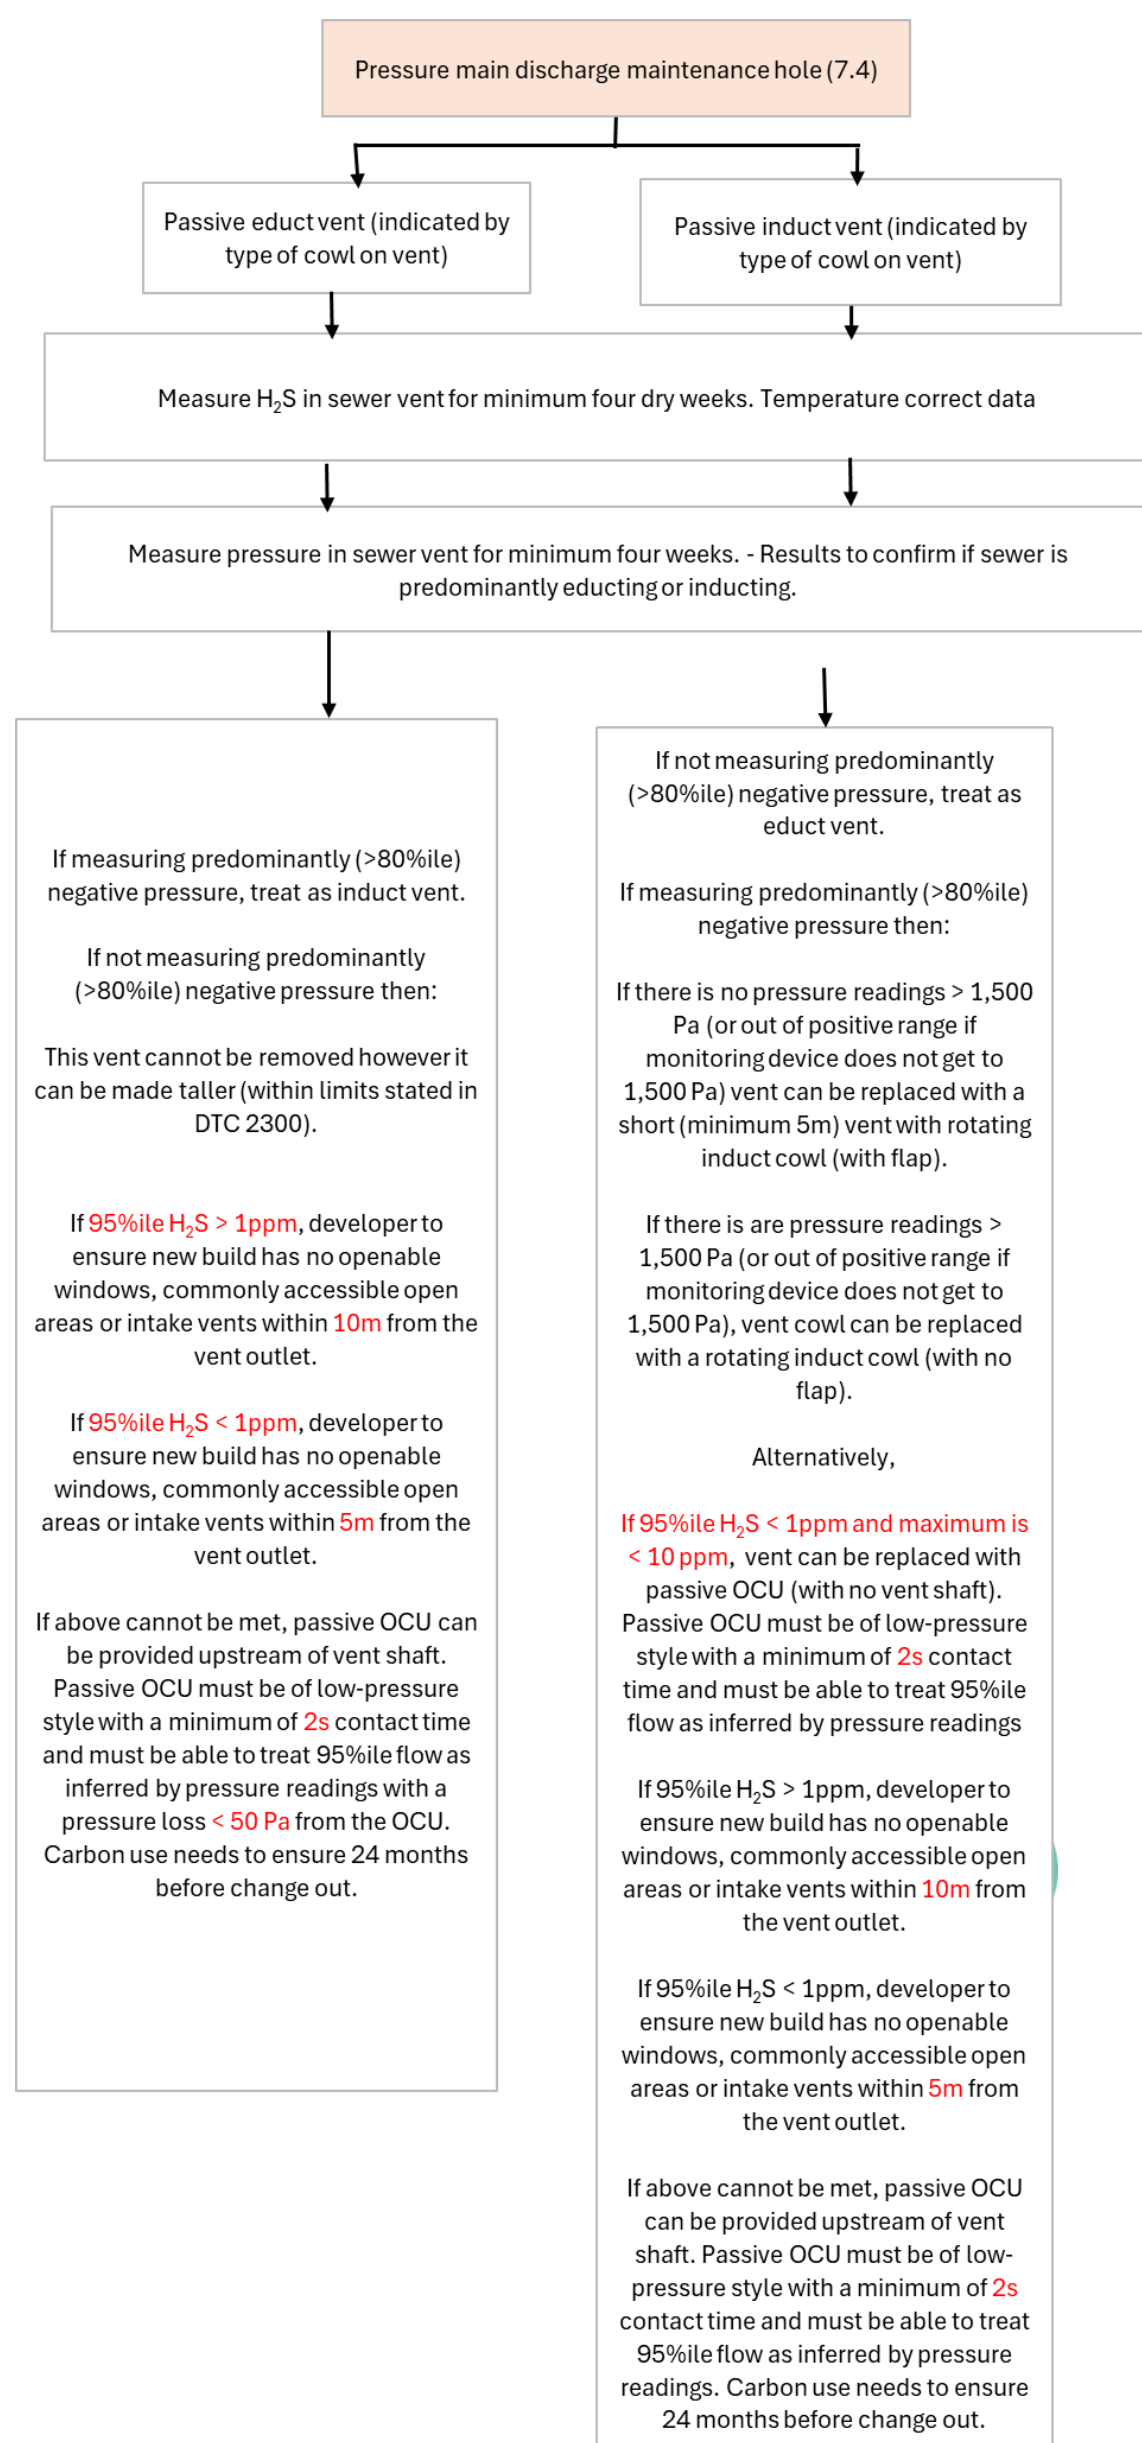 Pressure main discharge maintenance hole (7.4)
Passive educt vent (indicated by
type of cowl on vent)
Passive induct vent (indicated by
type of cowl on vent)
Measure H₂S in sewer vent for minimum four dry weeks. Temperature correct data
Measure pressure in sewer vent for minimum four weeks. - Results to confirm if sewer is
predominantly educting or inducting.
If measuring predominantly (>80%ile)
negative pressure, treat as induct vent.
If not measuring predominantly
(>80%ile) negative pressure then:
This vent cannot be removed however it
can be made taller (within limits stated in
DTC 2300).
If 95%ile H₂S > 1ppm, developer to
ensure new build has no openable
windows, commonly accessible open
areas or intake vents within 10m from the
vent outlet.
If 95%ile H₂S < 1ppm, developer to
ensure new build has no openable
windows, commonly accessible open
areas or intake vents within 5m from the
vent outlet.
If above cannot be met, passive OCU can
be provided upstream of vent shaft.
Passive OCU must be of low-pressure
style with a minimum of 2s contact time
and must be able to treat 95%ile flow as
inferred by pressure readings with a
pressure loss < 50 Pa from the OCU.
Carbon use needs to ensure 24 months
before change out.
If not measuring predominantly
(>80%ile) negative pressure, treat as
educt vent.
If measuring predominantly (>80%ile)
negative pressure then:
If there is no pressure readings > 1,500
Pa (or out of positive range if
monitoring device does not get to
1,500 Pa) vent can be replaced with a
short (minimum 5m) vent with rotating
induct cowl (with flap).
If there is are pressure readings >
1,500 Pa (or out of positive range if
monitoring device does not get to
1,500 Pa), vent cowl can be replaced
with a rotating induct cowl (with no
flap).
Alternatively,
If 95%ile H₂S < 1ppm and maximum is
< 10 ppm, vent can be replaced with
passive OCU (with no vent shaft).
Passive OCU must be of low-pressure
style with a minimum of 2s contact
time and must be able to treat 95%ile
flow as inferred by pressure readings
If 95%ile H₂S > 1ppm, developer to
ensure new build has no openable
windows, commonly accessible open
areas or intake vents within 10m from
the vent outlet.
If 95%ile H₂S < 1ppm, developer to
ensure new build has no openable
windows, commonly accessible open
areas or intake vents within 5m from
the vent outlet.
If above cannot be met, passive OCU
can be provided upstream of vent
shaft. Passive OCU must be of low-
pressure style with a minimum of 2s
contact time and must be able to treat
95%ile flow as inferred by pressure
readings. Carbon use needs to ensure
24 months before change out.